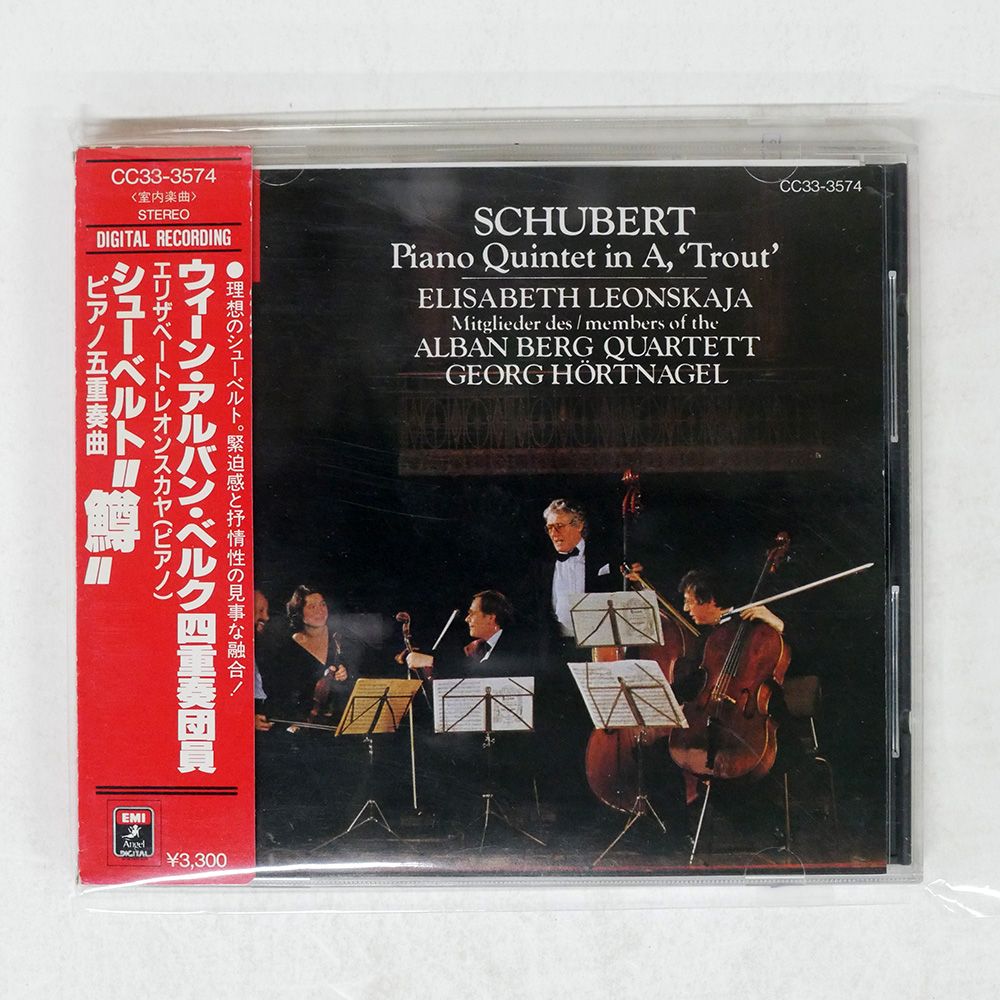 CC33-3574
〈室内楽曲〉
STEREO
DIGITAL RECORDING
●理想のシューベルト。緊迫感と抒情性の見事な融合!
ウィーン・アルバン・ベルク四重奏団員
エリザベート・レオンスカヤ(ピアノ)
シューベルト"鱒"
ピアノ五重奏曲
EMI
Angel
DIGITAL
¥3,300
CC33-3574
SCHUBERT
Piano Quintet in A, ‘Trout’
ELISABETH LEONSKAJA
Mitglieder des / members of the
ALBAN BERG QUARTETT
GEORG HÖRTNAGEL